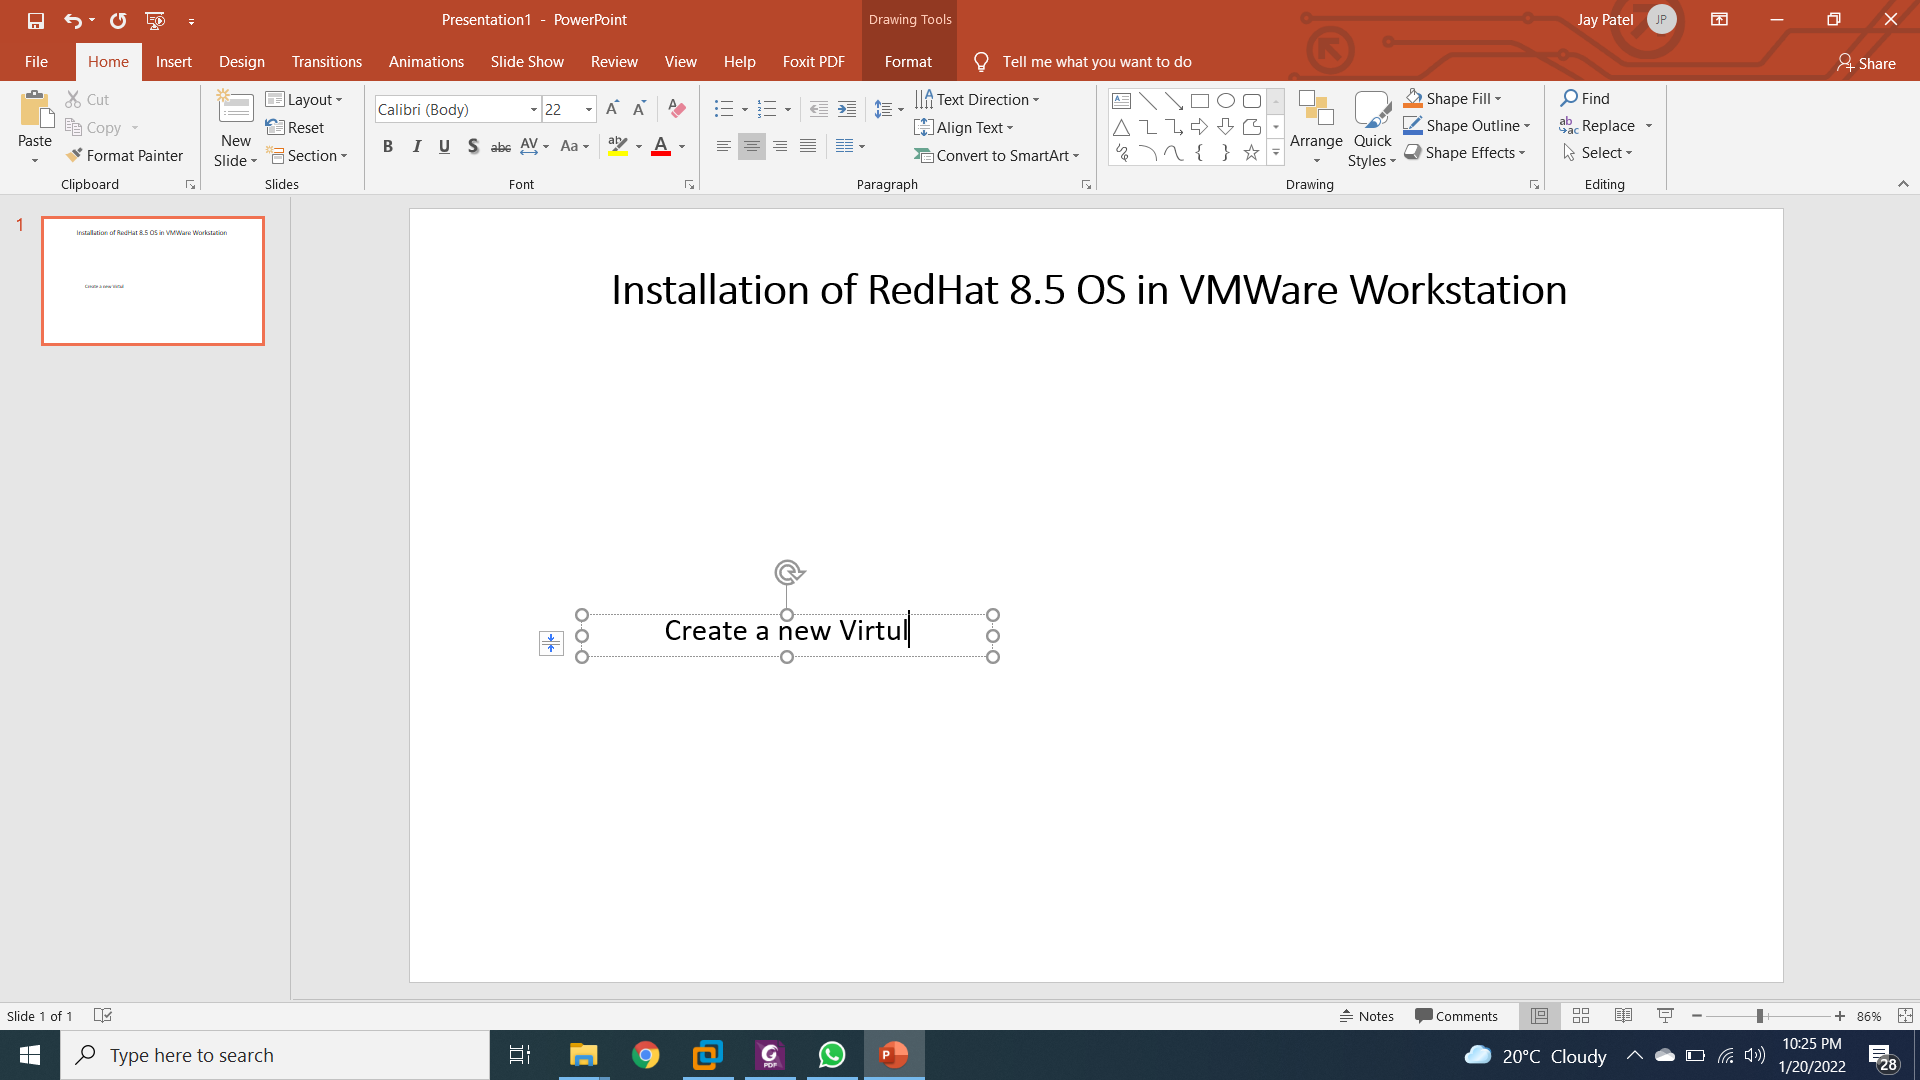 Presentation1 - PowerPoint
Drawing Tools
Jay Patel
JP
File
Home
Insert
Design
Transitions
Animations
Slide Show
Review
View
Help
Foxit PDF
Format
Tell me what you want to do
Share
Paste
Cut
Copy
Format Painter
Clipboard
New Slide
Layout
Reset
Section
Slides
Calibri (Body)
22
B I U S abc AV Aa A
Font
Text Direction
Align Text
Convert to SmartArt
Paragraph
Arrange
Quick Styles
Shape Fill
Shape Outline
Shape Effects
Drawing
Find
Replace
Select
Editing
1
Installation of RedHat 8.5 OS in VMWare Workstation
Create a new Virtul
Installation of RedHat 8.5 OS in VMWare Workstation
Create a new Virtul
Slide 1 of 1
Notes
Comments
86%
Type here to search
20°C Cloudy
10:25 PM
1/20/2022
28